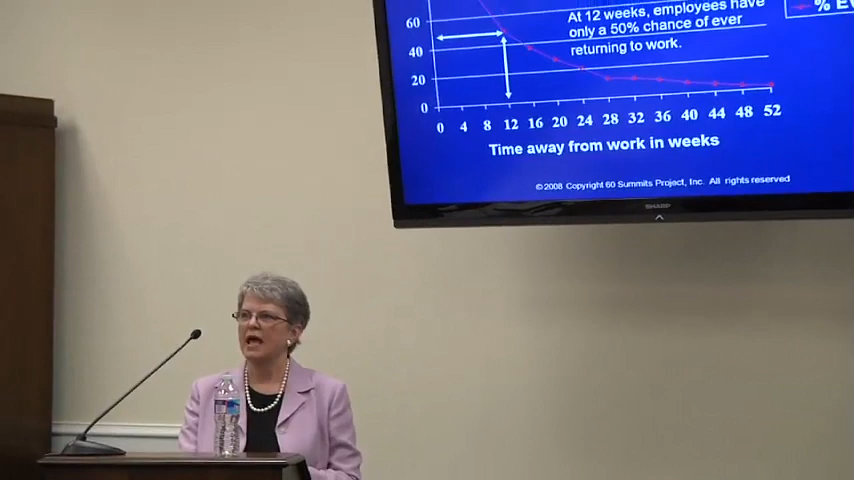 At 12 weeks, employees have
% E
60
only a 50% chance of ever
40
returning to work.
20
0
0 4 8 12 16 20 24 28 32 36 40 44 48 52
Time away from work in weeks
©2008 Copyright 60 Summits Project, Inc. All rights reserved
SHARP